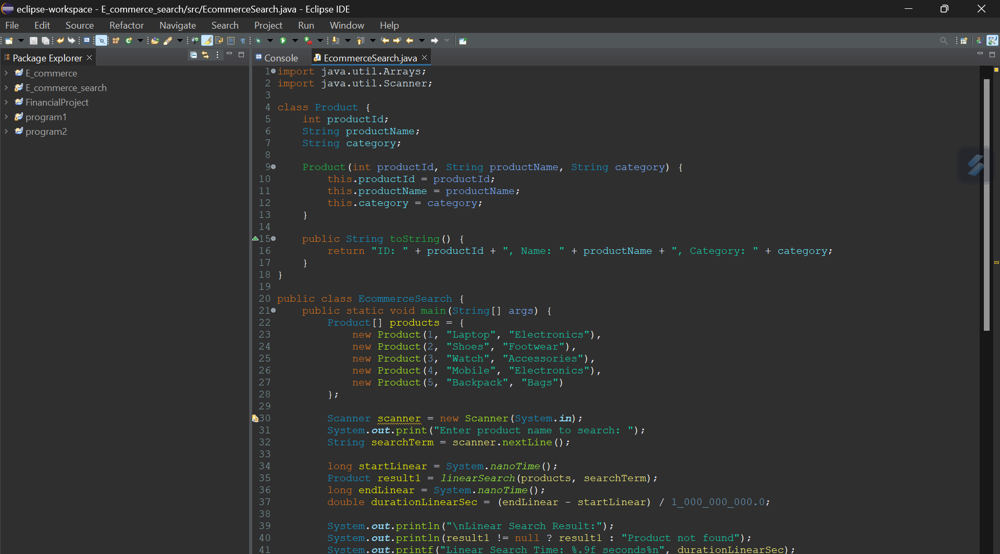 eclipse-workspace - E_commerce_search/src/EcommerceSearch.java - Eclipse IDE
File Edit Source Refactor Navigate Search Project Run Window Help
Package Explorer
E_commerce
E_commerce_search
FinancialProject
program1
program2
Console EcommerceSearch.java
1 import java.util.Arrays;
2 import java.util.Scanner;
3
4 class Product {
5 int productId;
6 String productName;
7 String category;
8
9 Product(int productId, String productName, String category) {
10 this.productId = productId;
11 this.productName = productName;
12 this.category = category;
13 }
14
15 public String toString() {
16 return "ID: " + productId + ", Name: " + productName + ", Category: " + category;
17 }
18 }
19
20 public class EcommerceSearch {
21 public static void main(String[] args) {
22 Product[] products = {
23 new Product(1, "Laptop", "Electronics"),
24 new Product(2, "Shoes", "Footwear"),
25 new Product(3, "Watch", "Accessories"),
26 new Product(4, "Mobile", "Electronics"),
27 new Product(5, "Backpack", "Bags")
28 };
29
30 Scanner scanner = new Scanner(System.in);
31 System.out.print("Enter product name to search: ");
32 String searchTerm = scanner.nextLine();
33
34 long startLinear = System.nanoTime();
35 Product result1 = linearSearch(products, searchTerm);
36 long endLinear = System.nanoTime();
37 double durationLinearSec = (endLinear - startLinear) / 1_000_000_000.0;
38
39 System.out.println("\nLinear Search Result:");
40 System.out.println(result1 != null ? result1 : "Product not found");
41 System.out.printf("Linear Search Time: %.9f seconds%n", durationLinearSec);